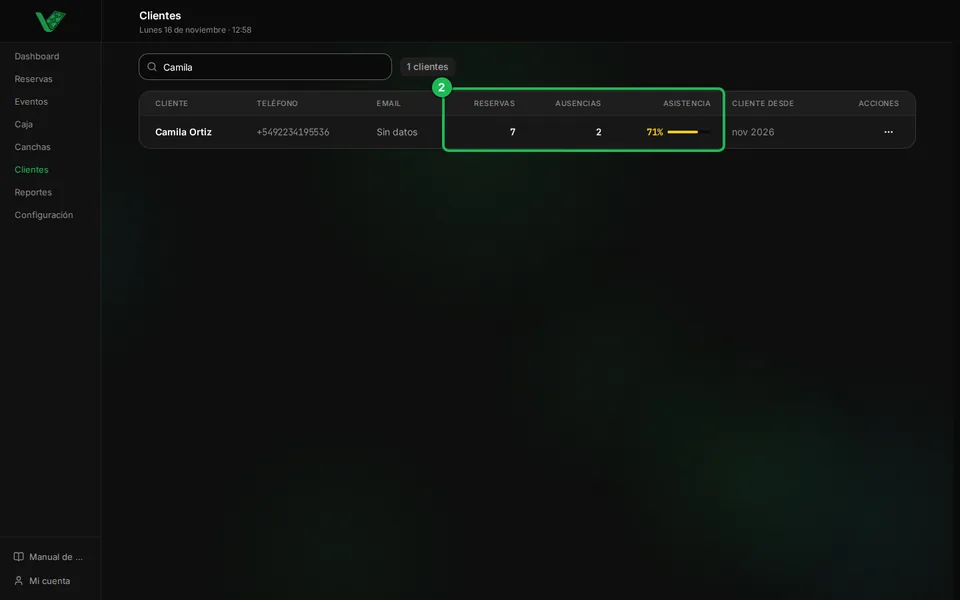 Clientes
Lunes 16 de noviembre · 12:58
Dashboard
Reservas
Eventos
Caja
Canchas
Clientes
Reportes
Configuración
Manual de ...
Mi cuenta
Camila
1 clientes
2
CLIENTE TELÉFONO EMAIL RESERVAS AUSENCIAS ASISTENCIA CLIENTE DESDE ACCIONES
Camila Ortiz +5492234195536 Sin datos 7 2 71% nov 2026 ···